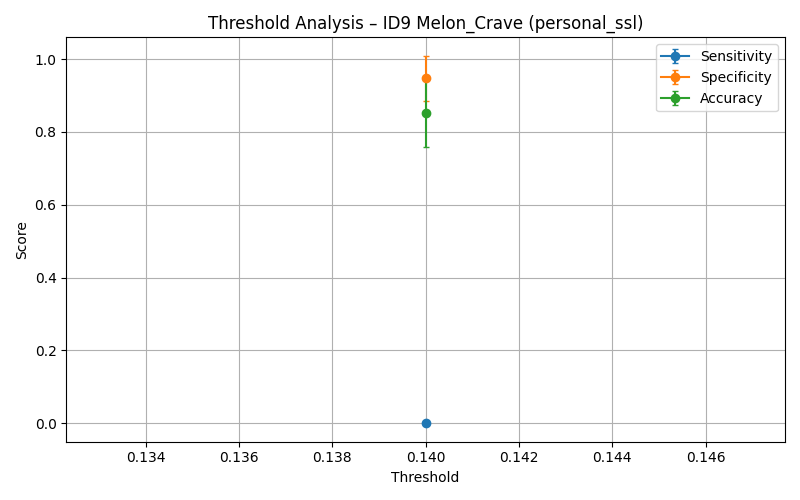 Threshold Analysis – ID9 Melon_Crave (personal_ssl)
Sensitivity
Specificity
Accuracy
1.0
0.8
0.6
0.4
0.2
0.0
Score
0.134 0.136 0.138 0.140 0.142 0.144 0.146
Threshold